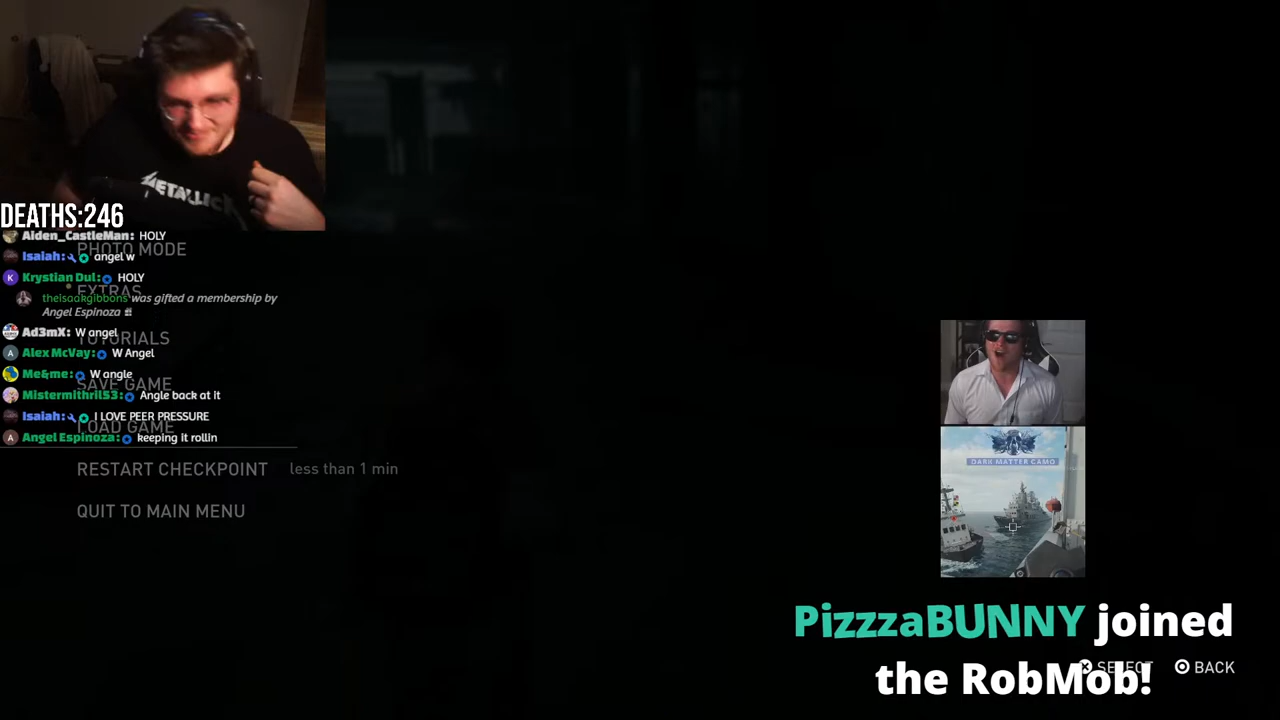 METALLICA
DEATHS:246
Aiden_CastleMan: HOLY
PHOTO MODE
Isaiah: angel w
K Krystian Dul: HOLY
EXTRAS
theisaakgibbons was gifted a membership by
Angel Espinoza
Ad3mX: W angel
TUTORIALS
A Alex McVay: W Angel
Me&me: W angle
SAVE GAME
Mistermithril53: Angle back at it
Isaiah: I LOVE PEER PRESSURE
LOAD GAME
A Angel Espinoza: keeping it rollin
RESTART CHECKPOINT less than 1 min
QUIT TO MAIN MENU
DARK MATTER CAMO
PizzzaBUNNY joined
the RobMob!
SELECT BACK